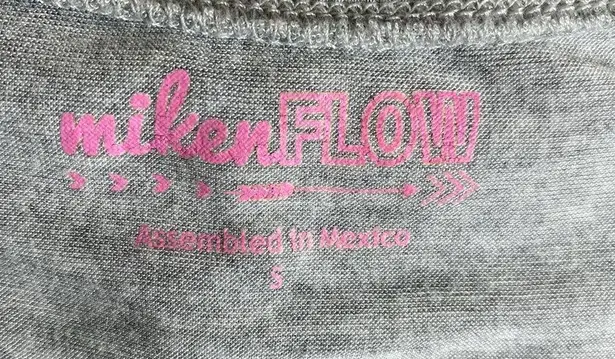 mikenFLOW
Assembled in Mexico
S